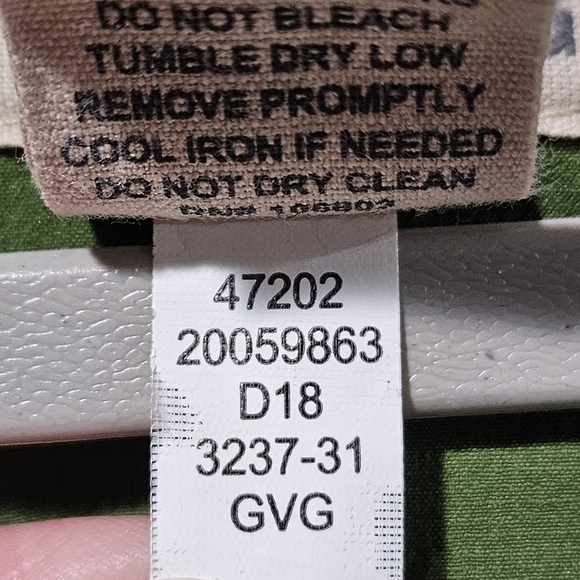 DO NOT BLEACH
TUMBLE DRY LOW
REMOVE PROMPTLY
COOL IRON IF NEEDED
DO NOT DRY CLEAN
47202
20059863
D18
3237-31
GVG